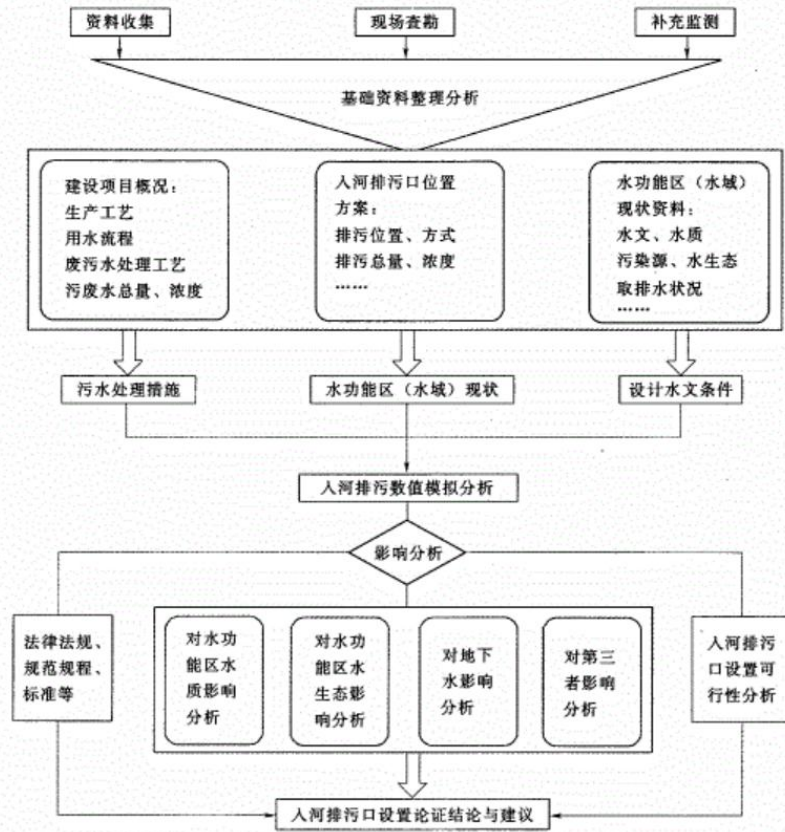 资料收集
现场查勘
补充监测
基础资料整理分析
建设项目概况：
生产工艺
用水流程
废污水处理工艺
污废水总量、浓度
入河排污口位置
方案：
排污位置、方式
排污总量、浓度
……
水功能区（水域）
现状资料：
水文、水质
污染源、水生态
取排水状况
……
污水处理措施
水功能区（水域）现状
设计水文条件
入河排污数值模拟分析
影响分析
法律法规、
规范规程、
标准等
对水功
能区水
质影响
分析
对水功
能区水
生态影
响分析
对地下
水影响
分析
对第三
者影响
分析
入河排污
口设置可
行性分析
入河排污口设置论证结论与建议